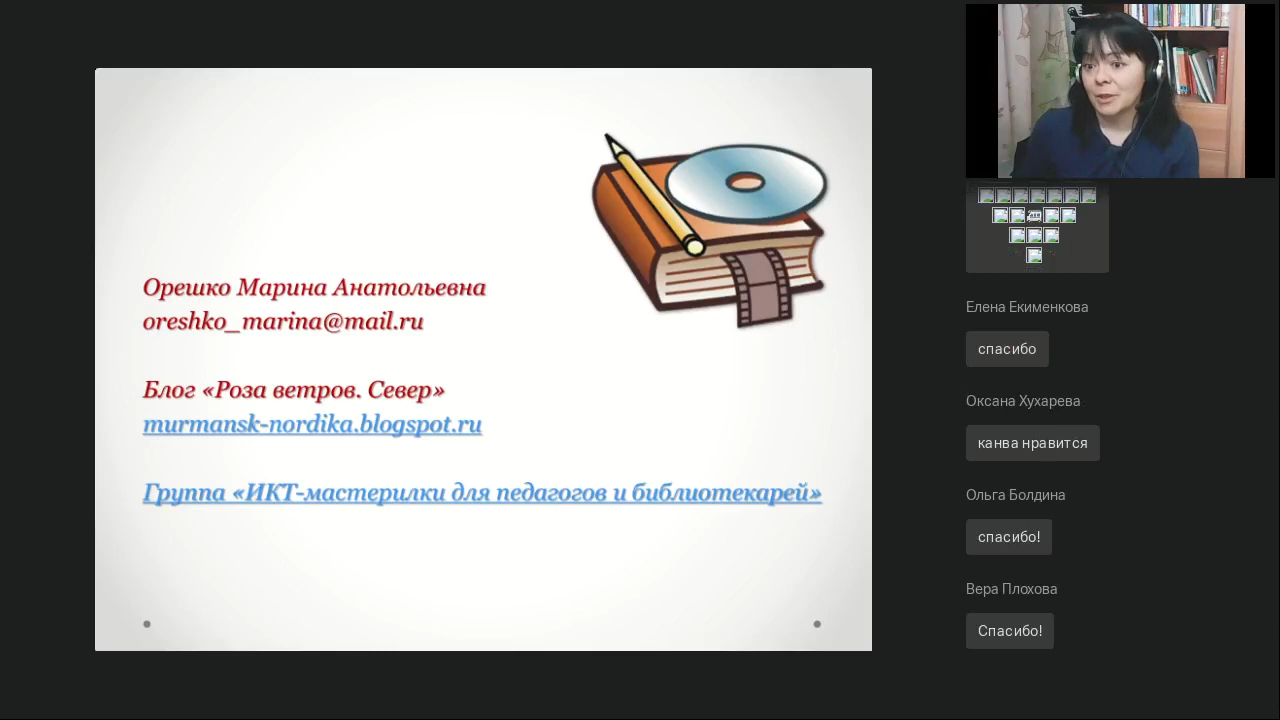 Орешко Марина Анатольевна
oreshko_marina@mail.ru
Блог «Роза ветров. Север»
murmansk-nordika.blogspot.ru
Группа «ИКТ-мастерилки для педагогов и библиотекарей»
Елена Екименкова
спасибо
Оксана Хухарева
канва нравится
Ольга Болдина
спасибо!
Вера Плохова
Спасибо!